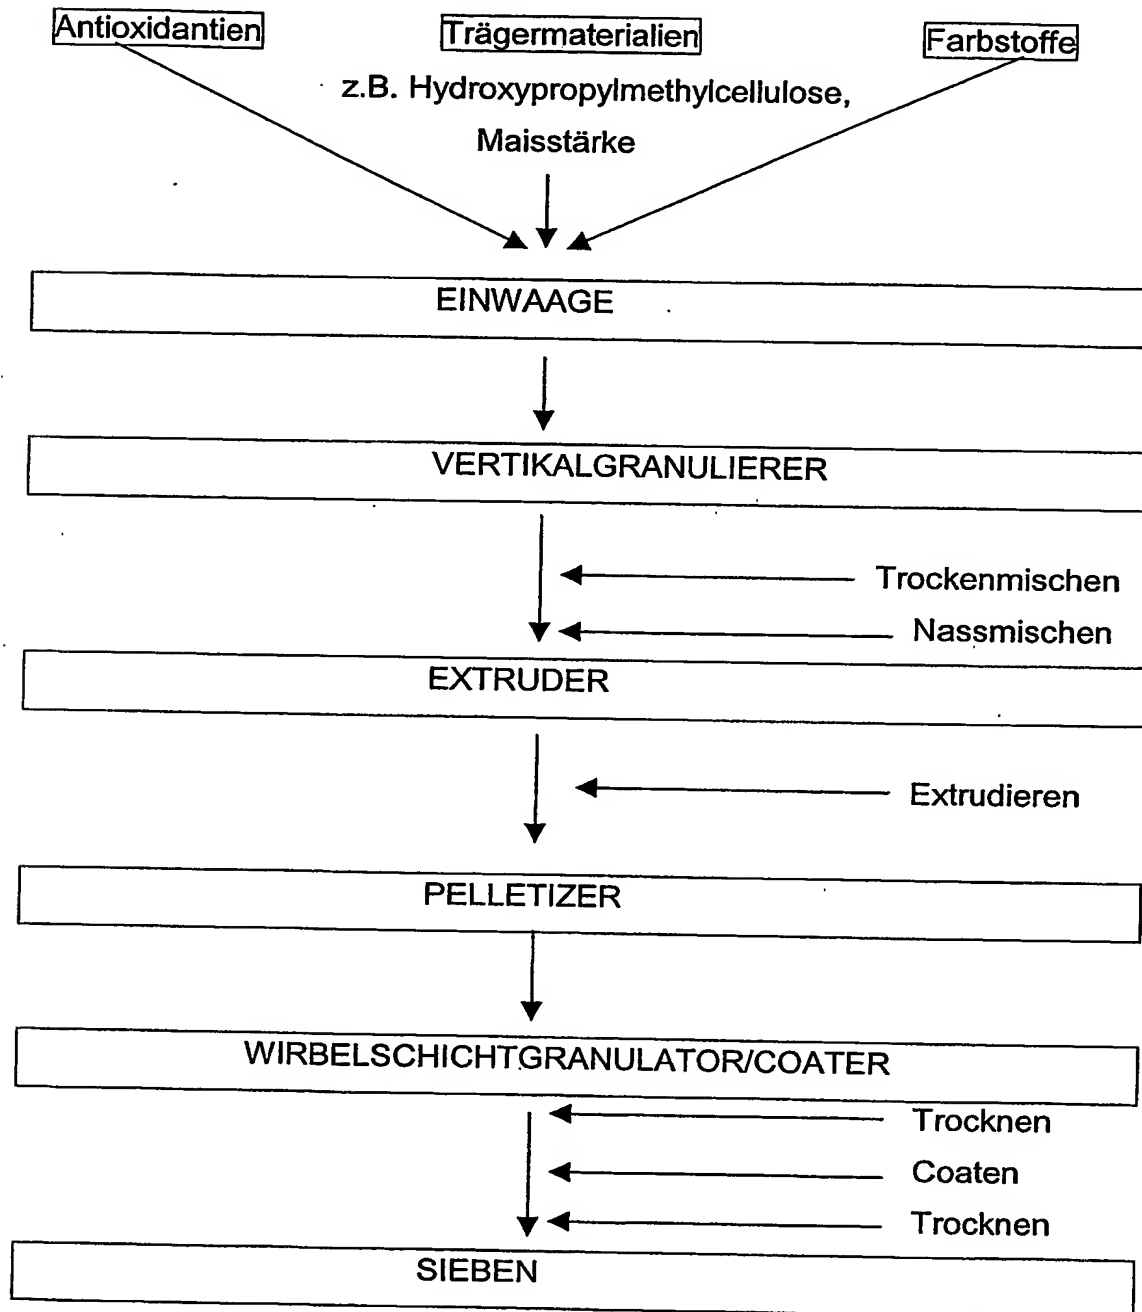 Antioxidantien
Trägermaterialien
Farbstoffe
z.B. Hydroxypropylmethylcellulose,
Maisstärke
EINWAAGE
VERTIKALGRANULIERER
Trockenmischen
Nassmischen
EXTRUDER
Extrudieren
PELLETIZER
WIRBELSCHICHTGRANULATOR/COATER
Trocknen
Coaten
Trocknen
SIEBEN